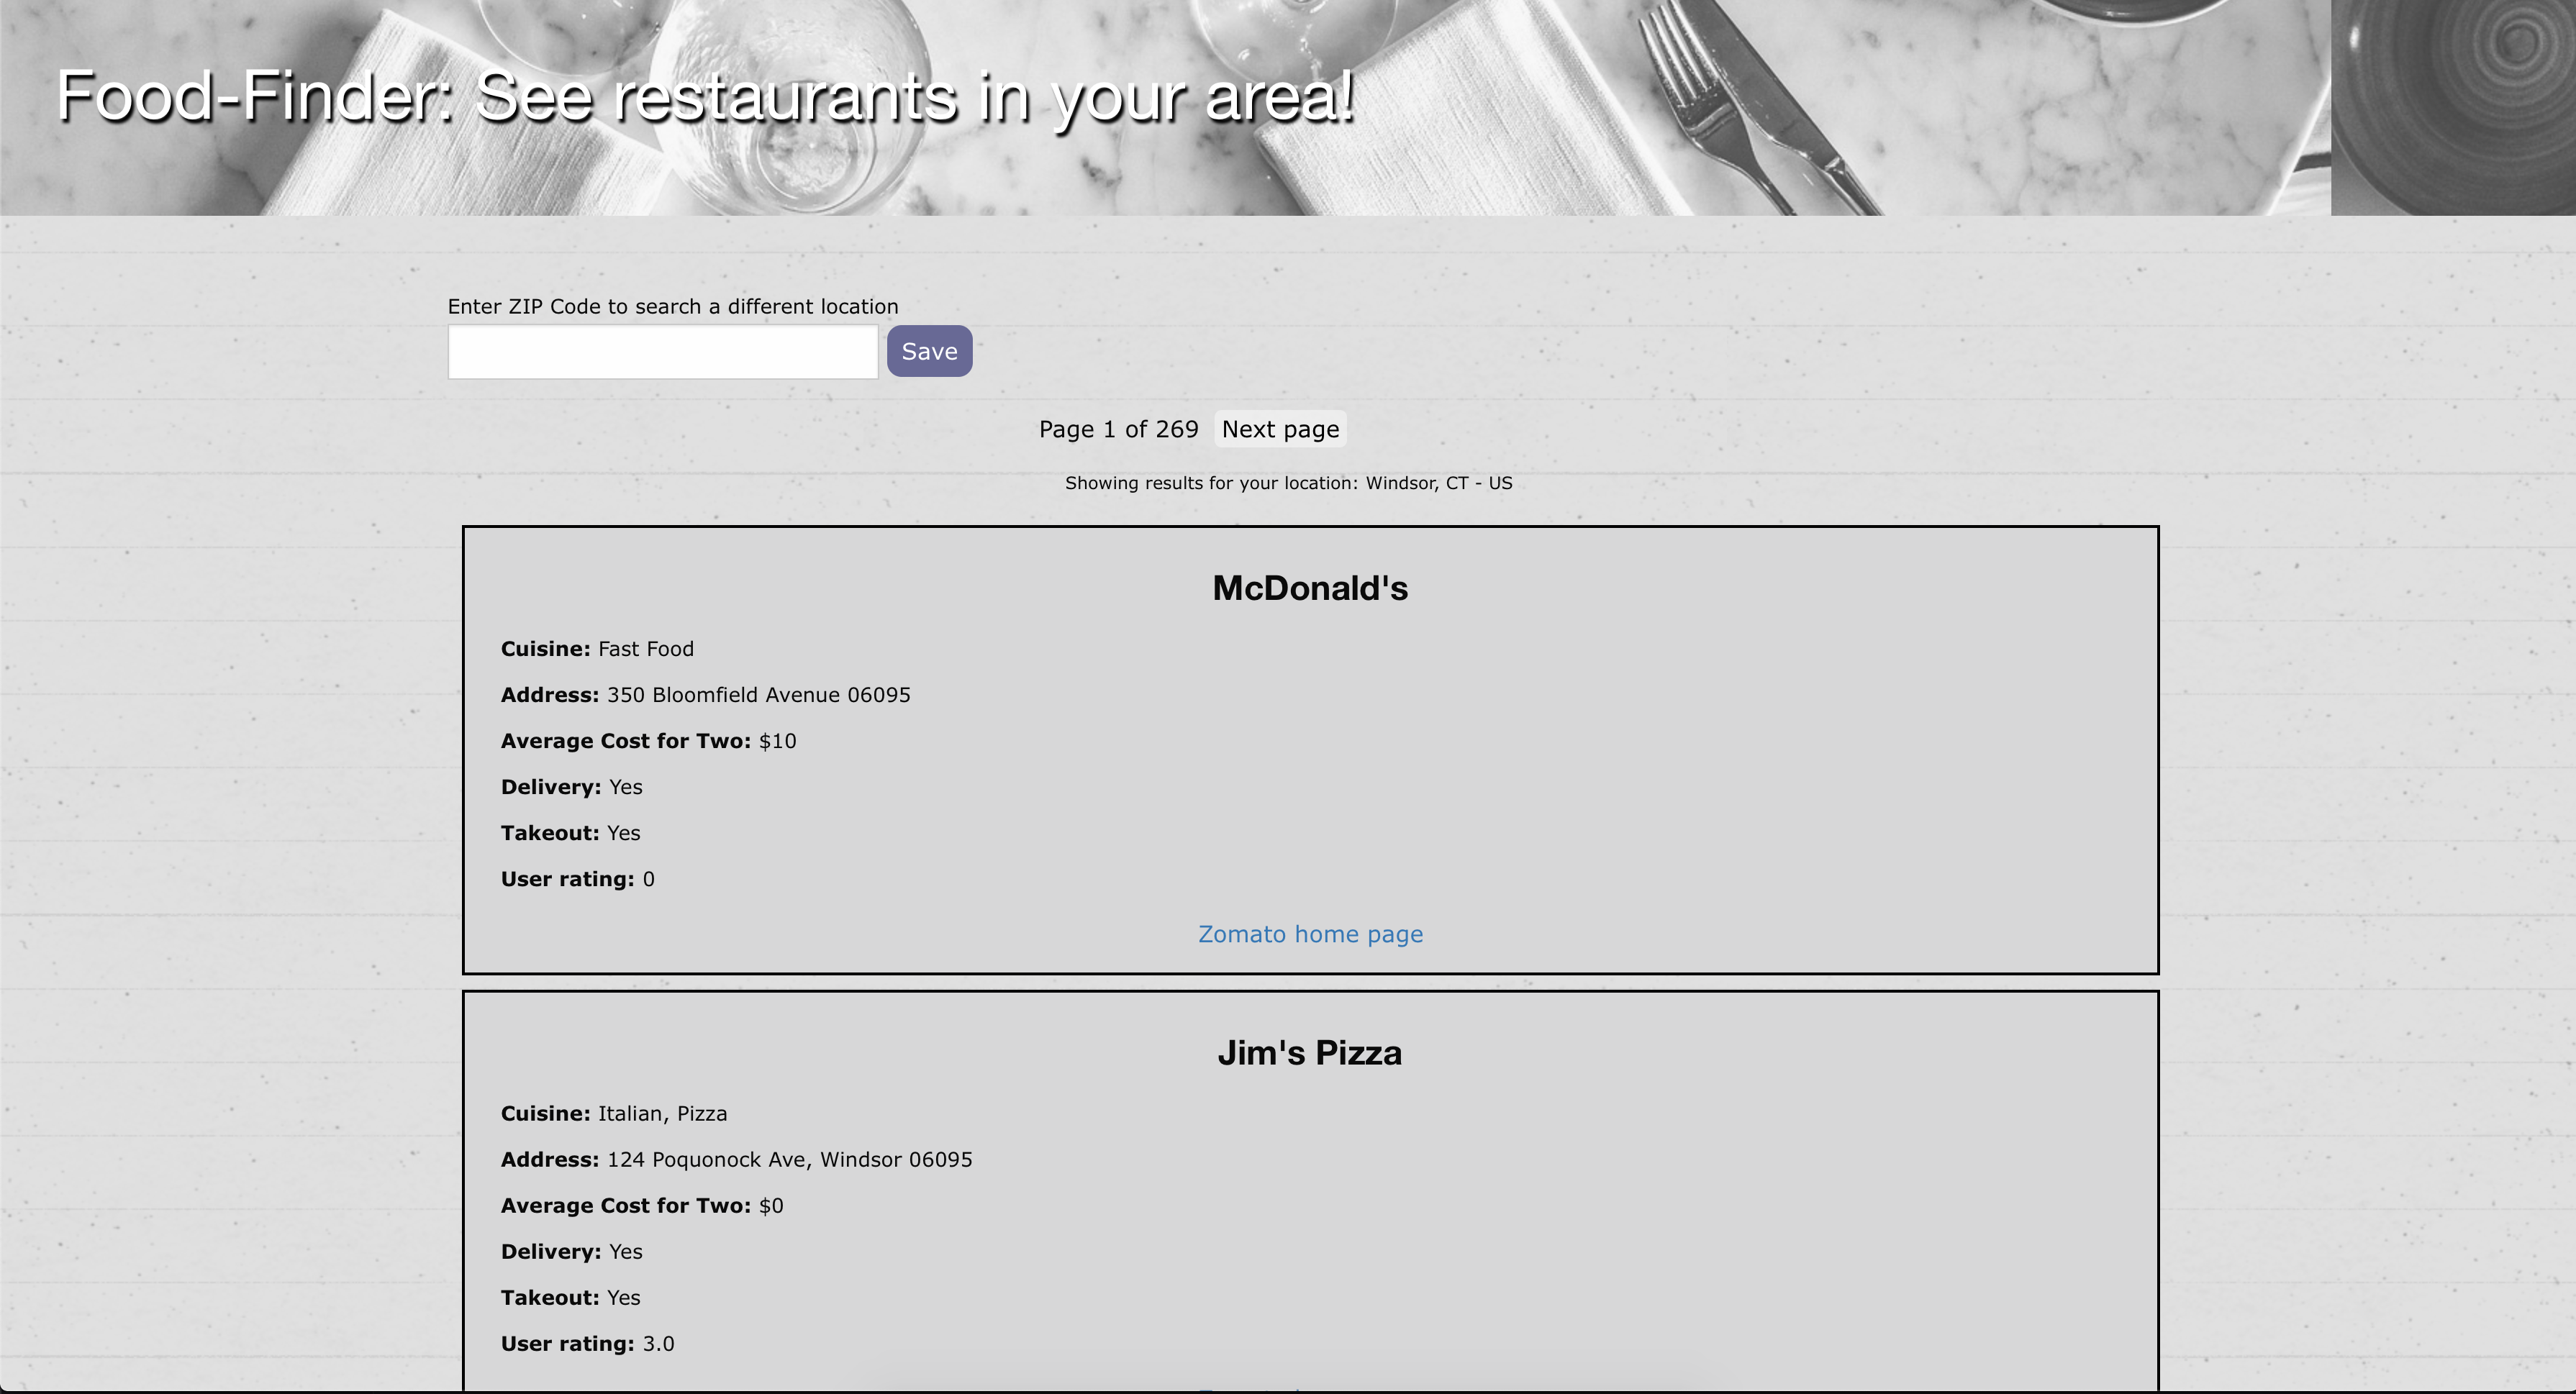 Food-Finder: See restaurants in your area!
Enter ZIP Code to search a different location
Save
Page 1 of 269 Next page
Showing results for your location: Windsor, CT - US
McDonald's
Cuisine: Fast Food
Address: 350 Bloomfield Avenue 06095
Average Cost for Two: $10
Delivery: Yes
Takeout: Yes
User rating: 0
Zomato home page
Jim's Pizza
Cuisine: Italian, Pizza
Address: 124 Poquonock Ave, Windsor 06095
Average Cost for Two: $0
Delivery: Yes
Takeout: Yes
User rating: 3.0